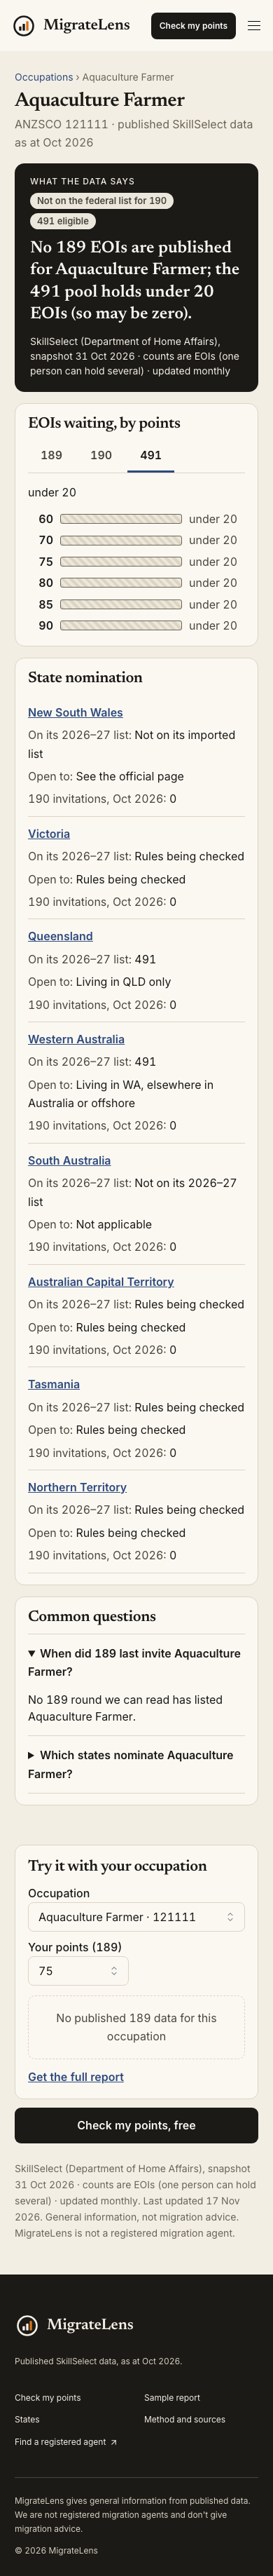 MigrateLens
Check my points
Occupations › Aquaculture Farmer
Aquaculture Farmer
ANZSCO 121111 · published SkillSelect data
as at Oct 2026
WHAT THE DATA SAYS
Not on the federal list for 190
491 eligible
No 189 EOIs are published
for Aquaculture Farmer; the
491 pool holds under 20
EOIs (so may be zero).
SkillSelect (Department of Home Affairs),
snapshot 31 Oct 2026 · counts are EOIs (one
person can hold several) · updated monthly
EOIs waiting, by points
189 190 491
under 20
60 under 20
70 under 20
75 under 20
80 under 20
85 under 20
90 under 20
State nomination
New South Wales
On its 2026–27 list: Not on its imported
list
Open to: See the official page
190 invitations, Oct 2026: 0
Victoria
On its 2026–27 list: Rules being checked
Open to: Rules being checked
190 invitations, Oct 2026: 0
Queensland
On its 2026–27 list: 491
Open to: Living in QLD only
190 invitations, Oct 2026: 0
Western Australia
On its 2026–27 list: 491
Open to: Living in WA, elsewhere in
Australia or offshore
190 invitations, Oct 2026: 0
South Australia
On its 2026–27 list: Not on its 2026–27
list
Open to: Not applicable
190 invitations, Oct 2026: 0
Australian Capital Territory
On its 2026–27 list: Rules being checked
Open to: Rules being checked
190 invitations, Oct 2026: 0
Tasmania
On its 2026–27 list: Rules being checked
Open to: Rules being checked
190 invitations, Oct 2026: 0
Northern Territory
On its 2026–27 list: Rules being checked
Open to: Rules being checked
190 invitations, Oct 2026: 0
Common questions
▼ When did 189 last invite Aquaculture
Farmer?
No 189 round we can read has listed
Aquaculture Farmer.
► Which states nominate Aquaculture
Farmer?
Try it with your occupation
Occupation
Aquaculture Farmer · 121111
Your points (189)
75
No published 189 data for this
occupation
Get the full report
Check my points, free
SkillSelect (Department of Home Affairs), snapshot
31 Oct 2026 · counts are EOIs (one person can hold
several) · updated monthly. Last updated 17 Nov
2026. General information, not migration advice.
MigrateLens is not a registered migration agent.
MigrateLens
Published SkillSelect data, as at Oct 2026.
Check my points Sample report
States Method and sources
Find a registered agent ↗
MigrateLens gives general information from published data.
We are not registered migration agents and don't give
migration advice.
© 2026 MigrateLens